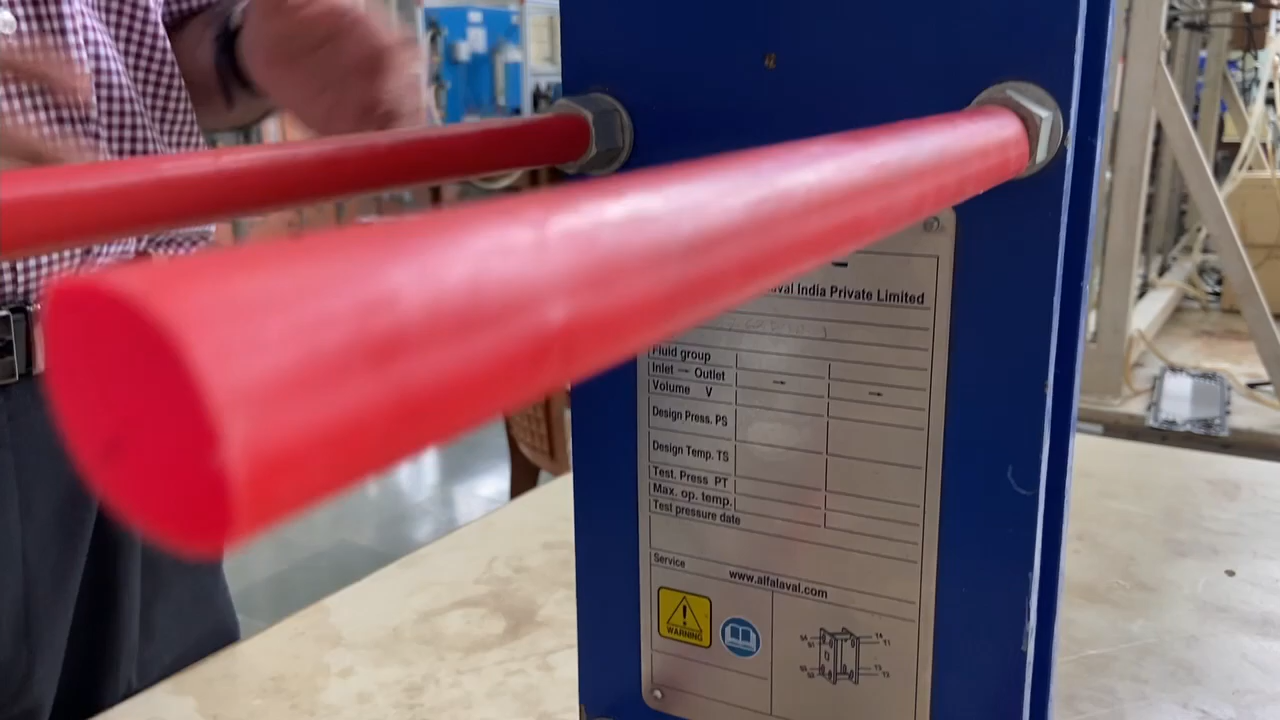 aval India Private Limited
Fluid group
Inlet → Outlet
Volume V
Design Press. PS
Design Temp. TS
Test. Press PT
Max. op. temp.
Test pressure date
Service
www.alfalaval.com
WARNING